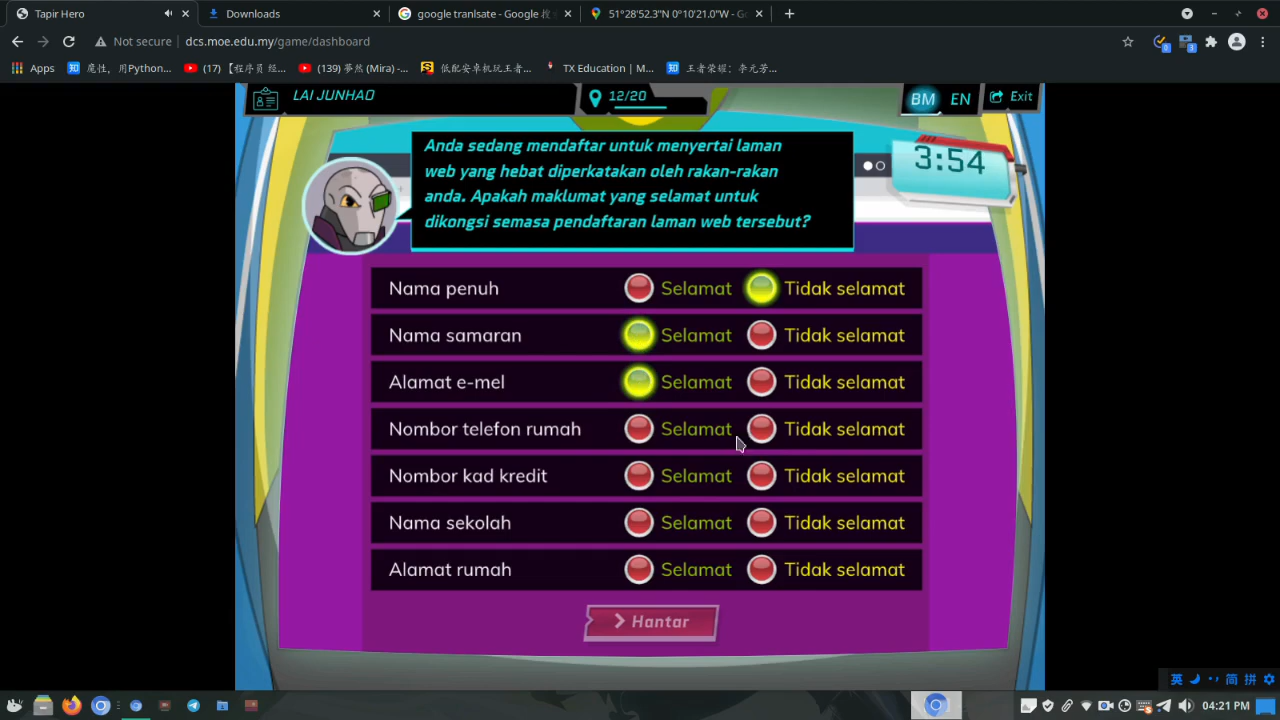 Tapir Hero
Downloads
google tranlsate - Google 搜
51°28'52.3"N 0°10'21.0"W - Go
Not secure
dcs.moe.edu.my/game/dashboard
Apps
魔性，用Python...
(17) 【程序员 经...
(139) 夢然 (Mira) -...
低配安卓机玩王者...
TX Education | M...
王者荣耀：李元芳...
LAI JUNHAO
12/20
BM
EN
Exit
Anda sedang mendaftar untuk menyertai laman
web yang hebat diperkatakan oleh rakan-rakan
anda. Apakah maklumat yang selamat untuk
dikongsi semasa pendaftaran laman web tersebut?
3:54
Nama penuh Selamat Tidak selamat
Nama samaran Selamat Tidak selamat
Alamat e-mel Selamat Tidak selamat
Nombor telefon rumah Selamat Tidak selamat
Nombor kad kredit Selamat Tidak selamat
Nama sekolah Selamat Tidak selamat
Alamat rumah Selamat Tidak selamat
Hantar
英 简 拼
04:21 PM